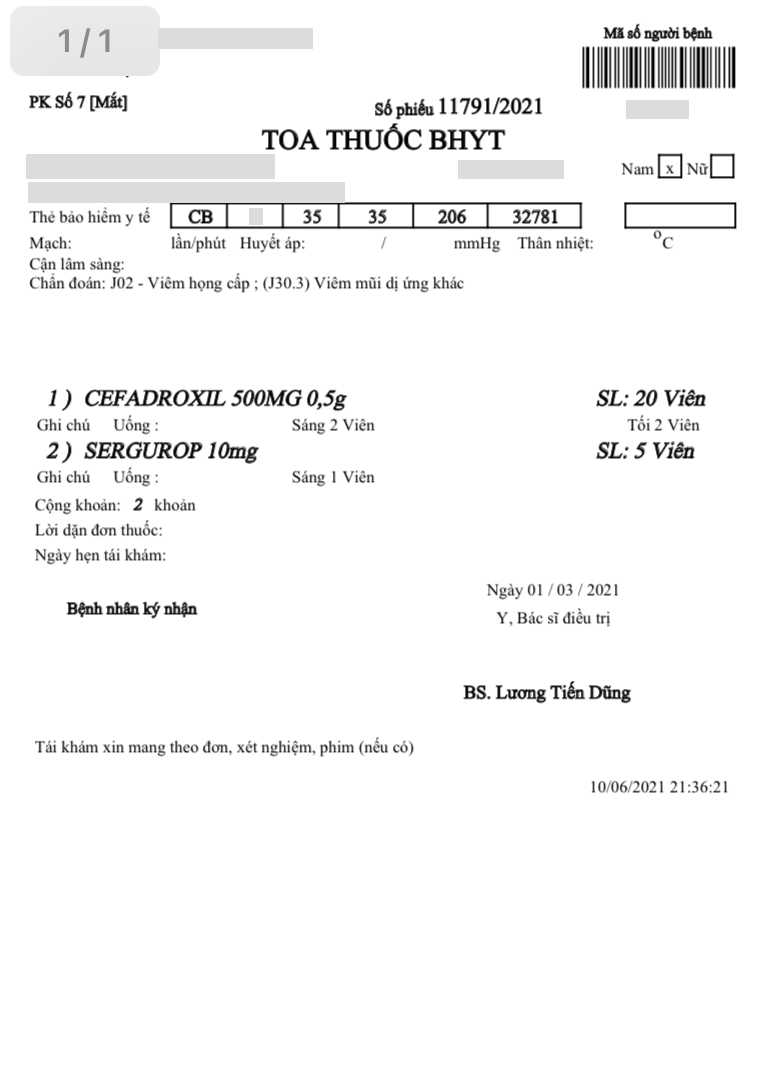 1/1
Mã số người bệnh
PK Số 7 [Mắt]
Số phiếu 11791/2021
TOA THUỐC BHYT
Nam x Nữ
Thẻ bảo hiểm y tế CB 35 35 206 32781
Mạch: lần/phút Huyết áp: / mmHg Thân nhiệt: °C
Cận lâm sàng:
Chẩn đoán: J02 - Viêm họng cấp ; (J30.3) Viêm mũi dị ứng khác
1 ) CEFADROXIL 500MG 0,5g SL: 20 Viên
Ghi chú Uống : Sáng 2 Viên Tối 2 Viên
2 ) SERGUROP 10mg SL: 5 Viên
Ghi chú Uống : Sáng 1 Viên
Cộng khoản: 2 khoản
Lời dặn đơn thuốc:
Ngày hẹn tái khám:
Ngày 01 / 03 / 2021
Bệnh nhân ký nhận
Y, Bác sĩ điều trị
BS. Lương Tiến Dũng
Tái khám xin mang theo đơn, xét nghiệm, phim (nếu có)
10/06/2021 21:36:21